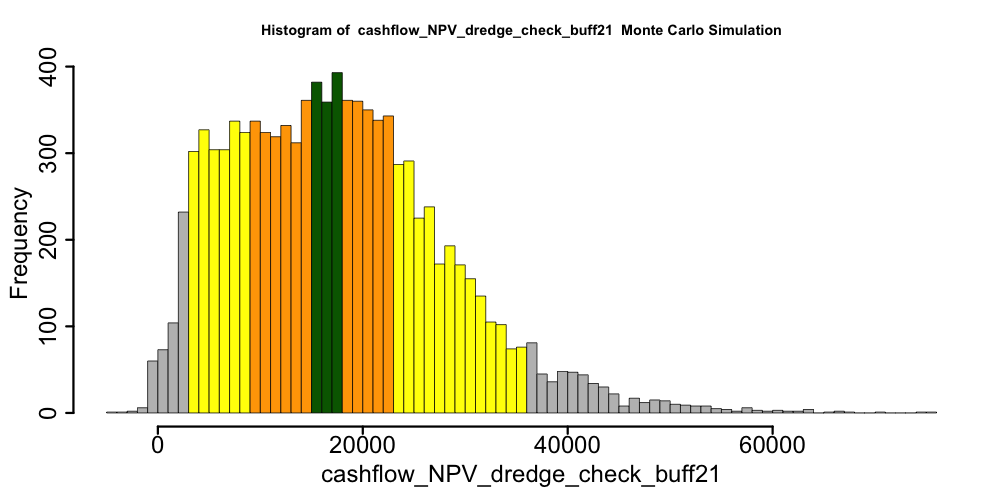 Histogram of  cashflow_NPV_dredge_check_buff21  Monte Carlo Simulation
Frequency
400
300
200
100
0
0 20000 40000 60000
cashflow_NPV_dredge_check_buff21